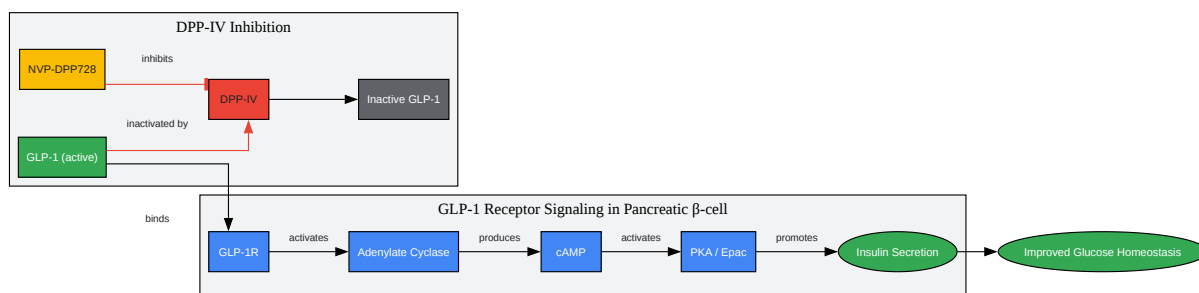 DPP-IV Inhibition
NVP-DPP728
inhibits
DPP-IV
Inactive GLP-1
inactivated by
GLP-1 (active)
binds
GLP-1 Receptor Signaling in Pancreatic β-cell
GLP-1R
activates
Adenylate Cyclase
produces
cAMP
activates
PKA / Epac
promotes
Insulin Secretion
Improved Glucose Homeostasis